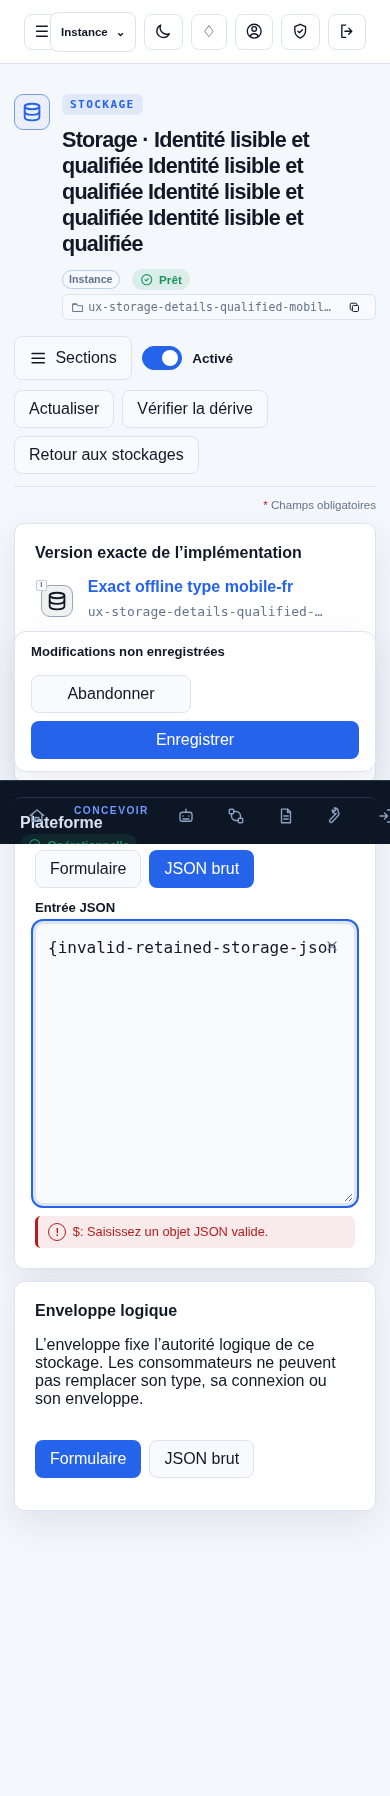 Instance
STOCKAGE
Storage · Identité lisible et
qualifiée Identité lisible et
qualifiée Identité lisible et
qualifiée Identité lisible et
qualifiée
Instance
Prêt
ux-storage-details-qualified-mobil…
Sections
Activé
Actualiser
Vérifier la dérive
Retour aux stockages
* Champs obligatoires
Version exacte de l’implémentation
Exact offline type mobile-fr
ux-storage-details-qualified-…
Modifications non enregistrées
Abandonner
Enregistrer
CONCEVOIR
Plateforme
Opérationnelle
Formulaire
JSON brut
Entrée JSON
{invalid-retained-storage-json
$: Saisissez un objet JSON valide.
Enveloppe logique
L’enveloppe fixe l’autorité logique de ce
stockage. Les consommateurs ne peuvent
pas remplacer son type, sa connexion ou
son enveloppe.
Formulaire
JSON brut